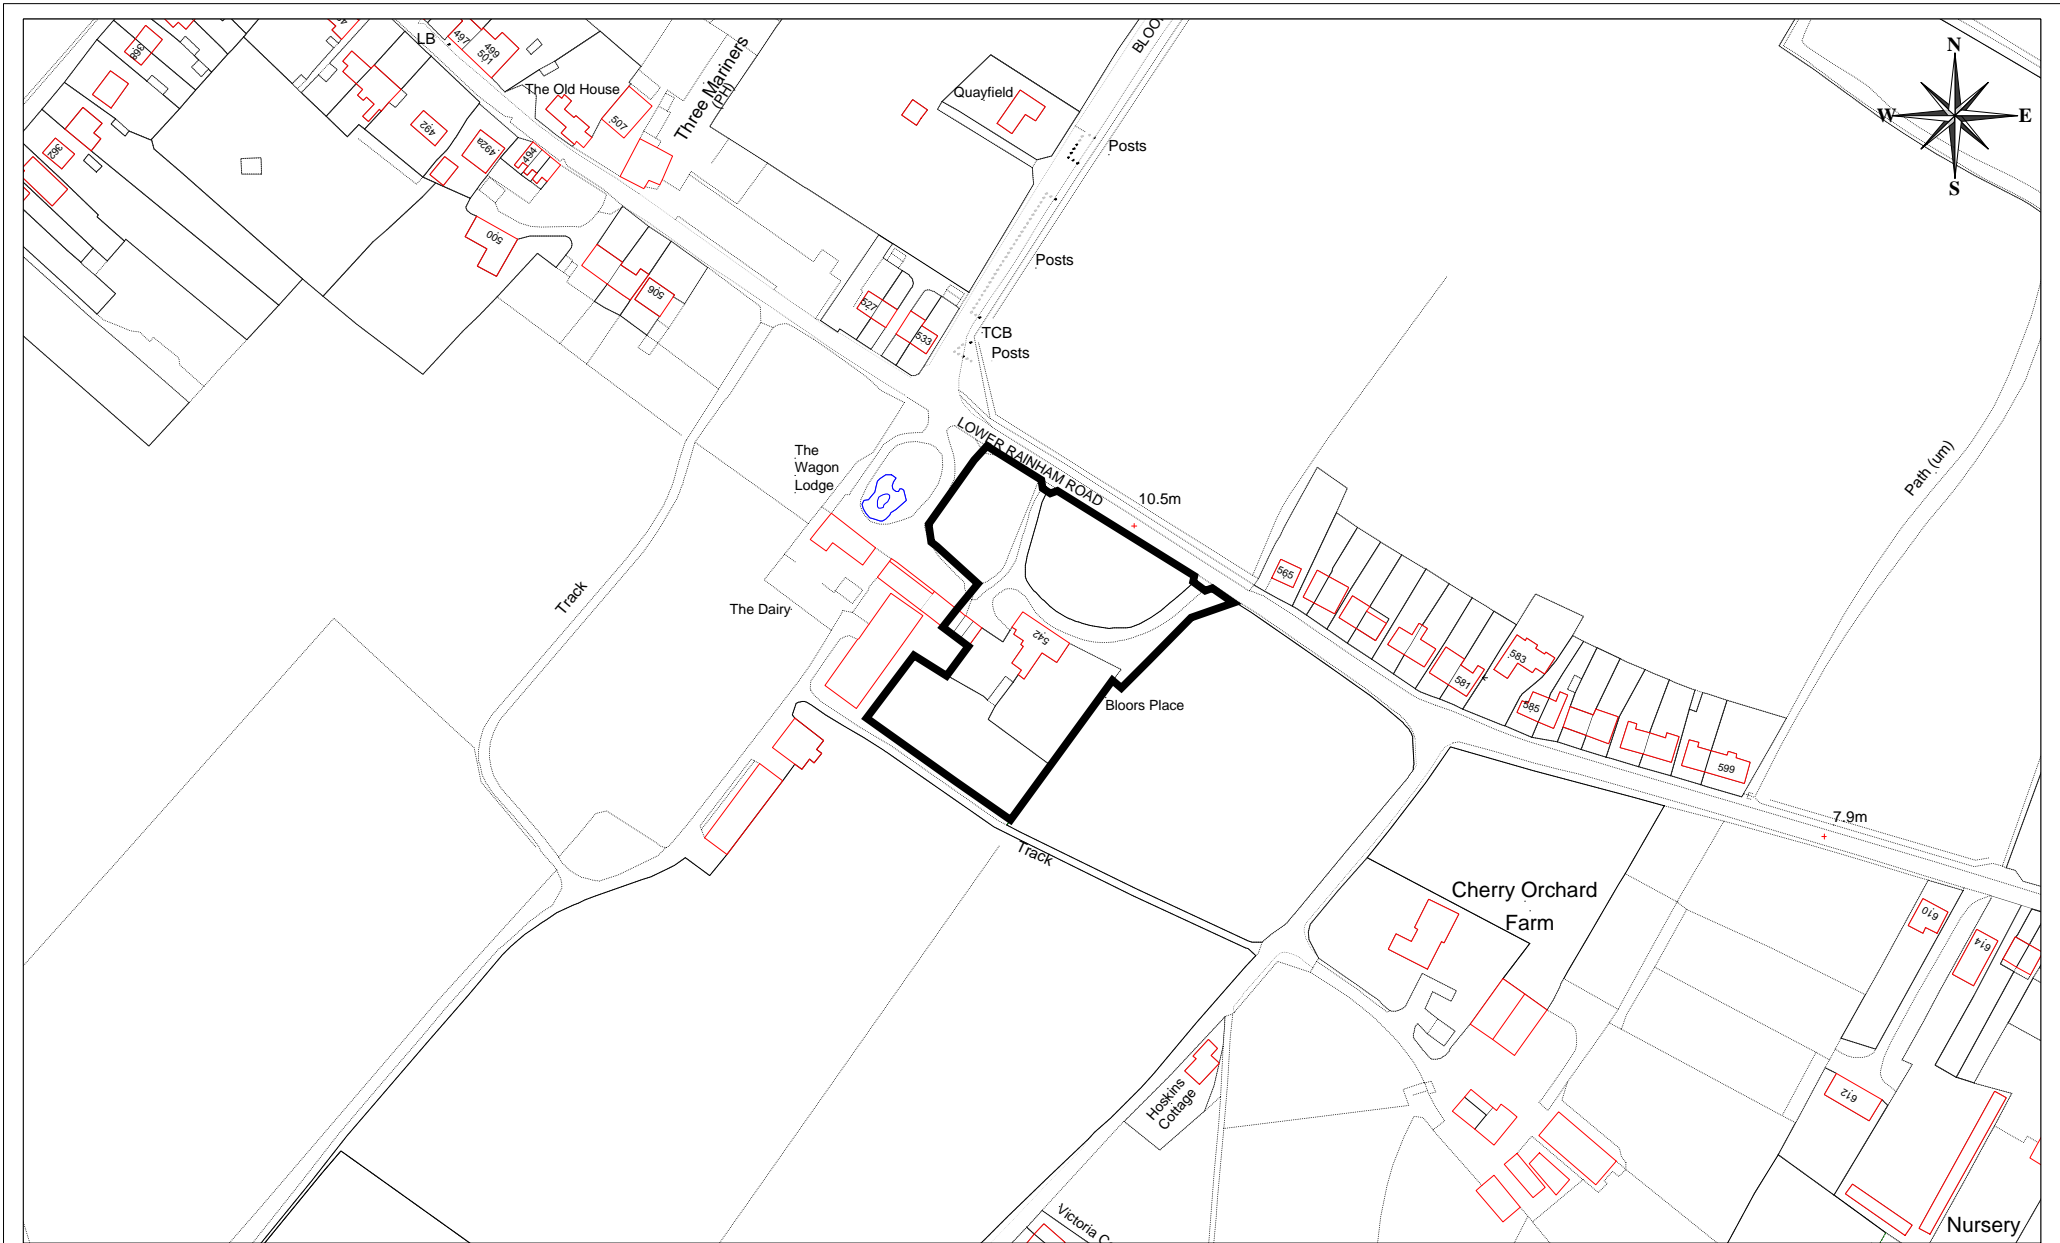 BLOO
N
W
E
S
LB
497
499
501
368
The Old House
507
Three Mariners
(PH)
Quayfield
492
492a
494
362
Posts
500
506
Posts
527
533
TCB
Posts
LOWER RAINHAM ROAD
The
Wagon
Lodge
10.5m
Path (um)
565
Track
The Dairy
542
583
581
585
Bloors Place
599
7.9m
Track
Cherry Orchard
Farm
610
614
Hoskins
Cottage
612
Victoria C
Nursery